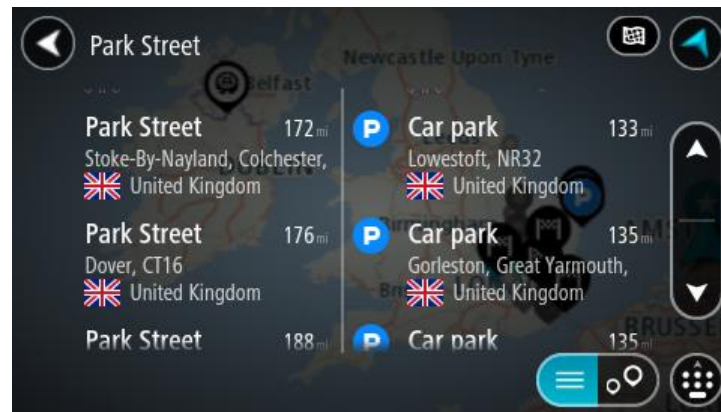 Park Street
Newcastle Upon Tyne
Belfast
Park Street 172 mi
Stoke-By-Nayland, Colchester,
United Kingdom
Park Street 176 mi
Dover, CT16
United Kingdom
Park Street 188 mi
P Car park 133 mi
Lowestoft, NR32
United Kingdom
P Car park 135 mi
Gorleston, Great Yarmouth,
United Kingdom
P Car park 135 mi
DUBLIN
Birmingham
P